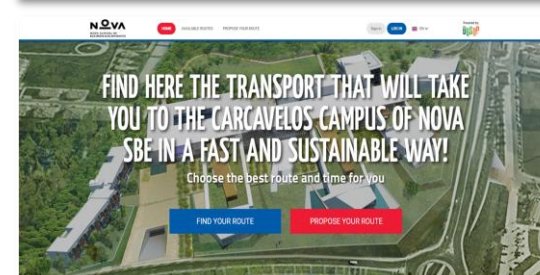 NOVA
HOME AVAILABLE ROUTES PROPOSE YOUR ROUTE
LOG IN
FIND HERE THE TRANSPORT THAT WILL TAKE
YOU TO THE CARCAVELOS CAMPUS OF NOVA
SBE IN A FAST AND SUSTAINABLE WAY!
Choose the best route and time for you
FIND YOUR ROUTE PROPOSE YOUR ROUTE